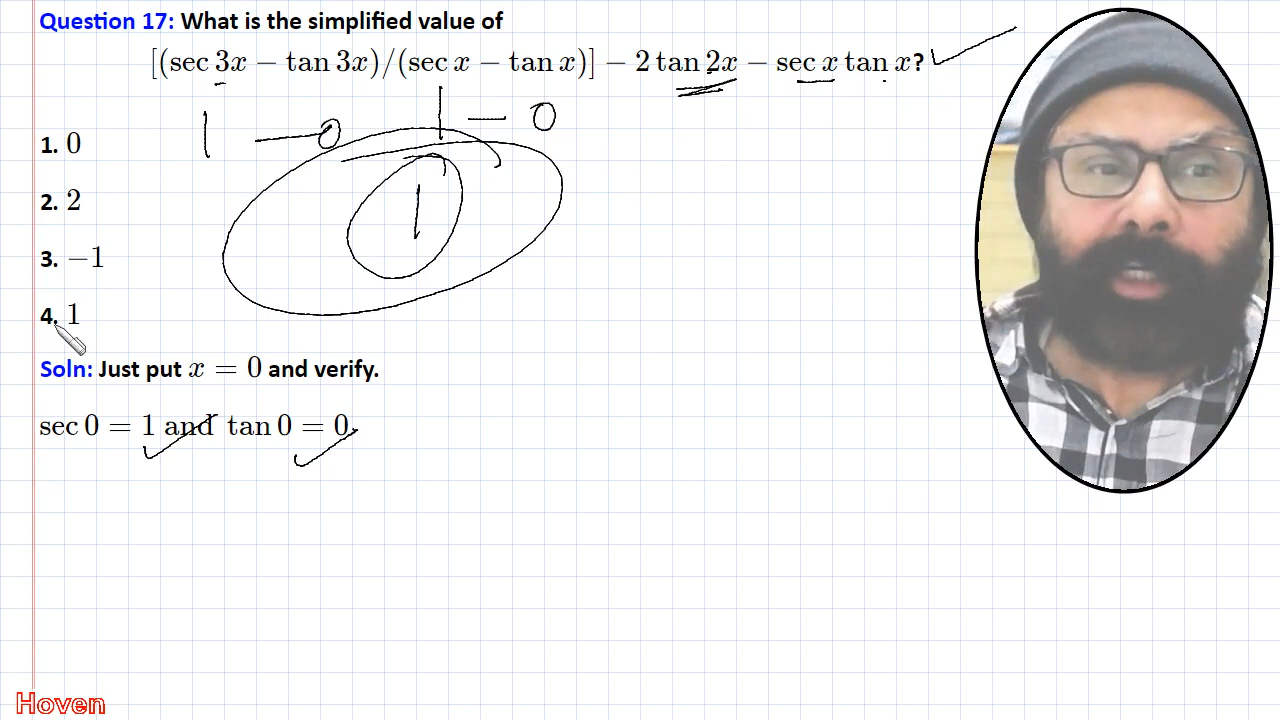 Question 17: What is the simplified value of
[(sec 3x − tan 3x)/(sec x − tan x)] − 2 tan 2x − sec x tan x?
1 − 0 1 − 0
1. 0
1
2. 2
3. −1
4. 1
Soln: Just put x = 0 and verify.
sec 0 = 1 and tan 0 = 0.
Hoven